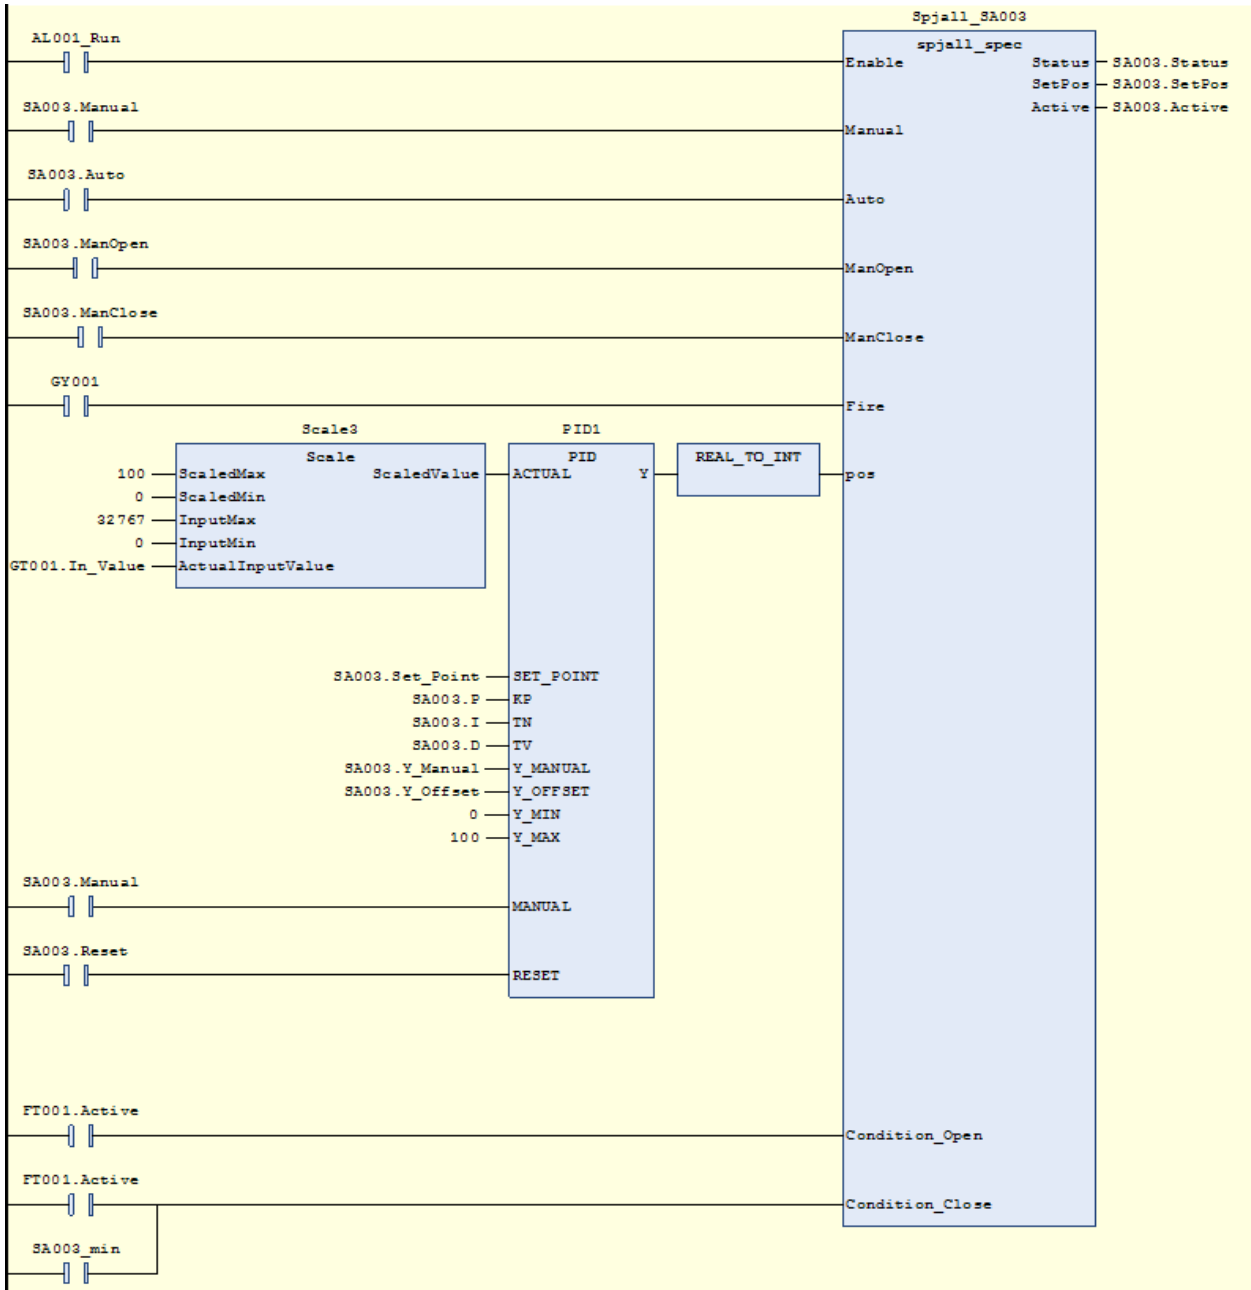 Spjall_SA003
AL001_Run
spjall_spec
Enable
Status
SA003.Status
SetPos
SA003.SetPos
Active
SA003.Active
SA003.Manual
Manual
SA003.Auto
Auto
SA003.ManOpen
ManOpen
SA003.ManClose
ManClose
GY001
Fire
Scale3
PID1
Scale
PID
REAL_TO_INT
100
ScaledMax
ScaledValue
ACTUAL
Y
pos
0
ScaledMin
32767
InputMax
0
InputMin
GT001.In_Value
ActualInputValue
SA003.Set_Point
SET_POINT
SA003.P
KP
SA003.I
TN
SA003.D
TV
SA003.Y_Manual
Y_MANUAL
SA003.Y_Offset
Y_OFFSET
0
Y_MIN
100
Y_MAX
SA003.Manual
MANUAL
SA003.Reset
RESET
FT001.Active
Condition_Open
FT001.Active
Condition_Close
SA003_min